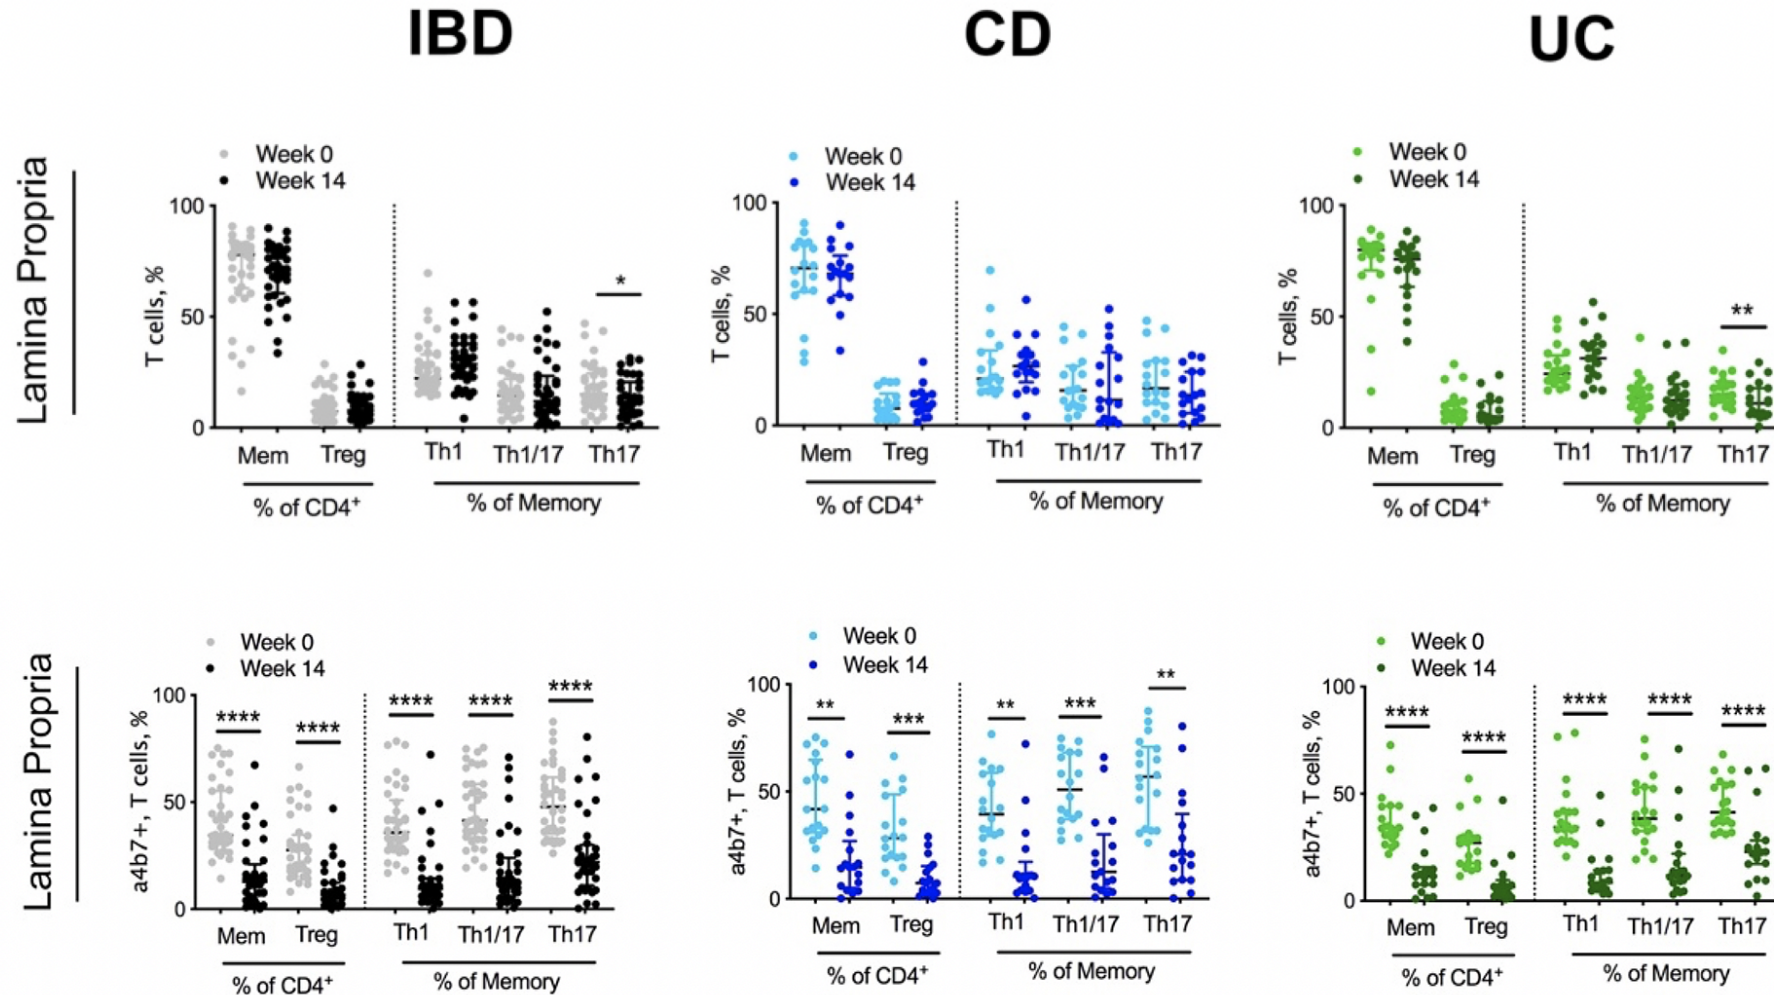 IBD
CD
UC
Lamina Propria
Week 0
Week 14
T cells, %
100
50
0
*
Mem
Treg
Th1
Th1/17
Th17
% of CD4⁺
% of Memory
Week 0
Week 14
T cells, %
100
50
0
Mem
Treg
Th1
Th1/17
Th17
% of CD4⁺
% of Memory
Week 0
Week 14
T cells, %
100
50
0
**
Mem
Treg
Th1
Th1/17
Th17
% of CD4⁺
% of Memory
Lamina Propria
Week 0
Week 14
a4b7+, T cells, %
100
50
0
****
****
****
****
****
Mem
Treg
Th1
Th1/17
Th17
% of CD4⁺
% of Memory
Week 0
Week 14
a4b7+, T cells, %
100
50
0
**
***
**
***
**
Mem
Treg
Th1
Th1/17
Th17
% of CD4⁺
% of Memory
Week 0
Week 14
a4b7+, T cells, %
100
50
0
****
****
****
****
****
Mem
Treg
Th1
Th1/17
Th17
% of CD4⁺
% of Memory